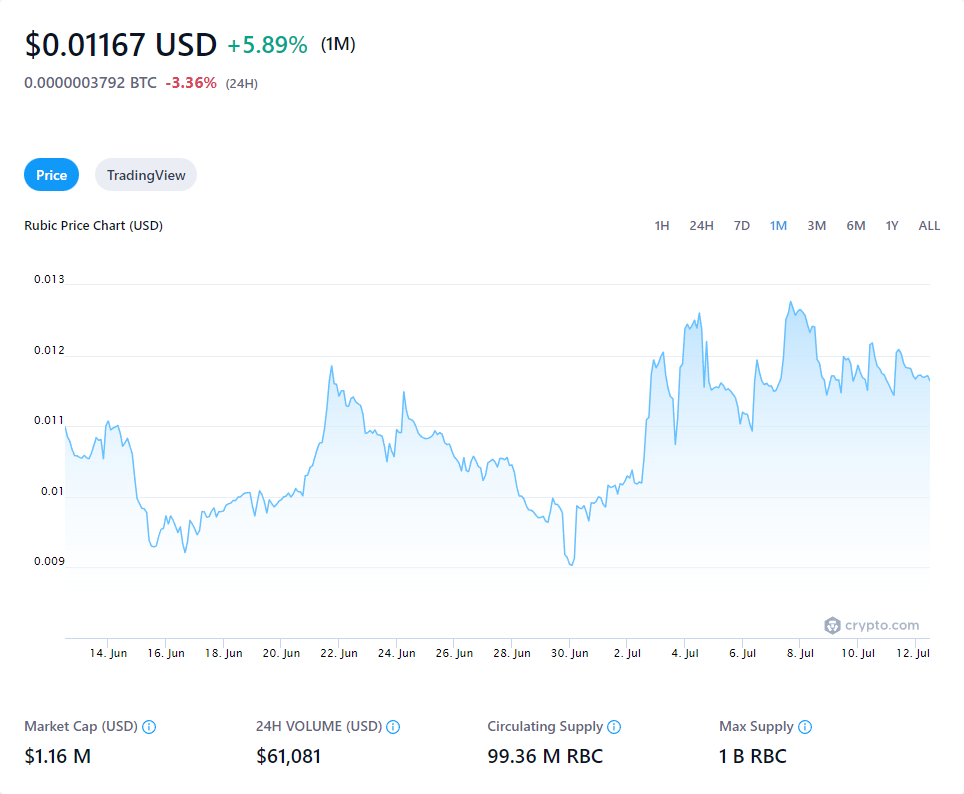 $0.01167 USD +5.89% (1M)
0.0000003792 BTC -3.36% (24H)
Price TradingView
Rubic Price Chart (USD) 1H 24H 7D 1M 3M 6M 1Y ALL
0.013
0.012
0.011
0.01
0.009
crypto.com
14. Jun 16. Jun 18. Jun 20. Jun 22. Jun 24. Jun 26. Jun 28. Jun 30. Jun 2. Jul 4. Jul 6. Jul 8. Jul 10. Jul 12. Jul
Market Cap (USD) 24H VOLUME (USD) Circulating Supply Max Supply
$1.16 M $61,081 99.36 M RBC 1 B RBC